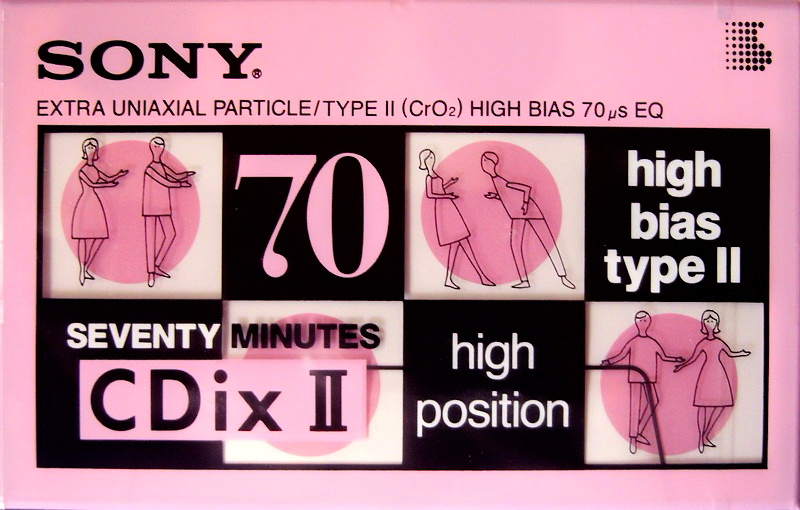 SONY®
EXTRA UNIAXIAL PARTICLE/TYPE II (CrO₂) HIGH BIAS 70μs EQ
70
high
bias
type II
SEVENTY MINUTES
CDix II
high
position